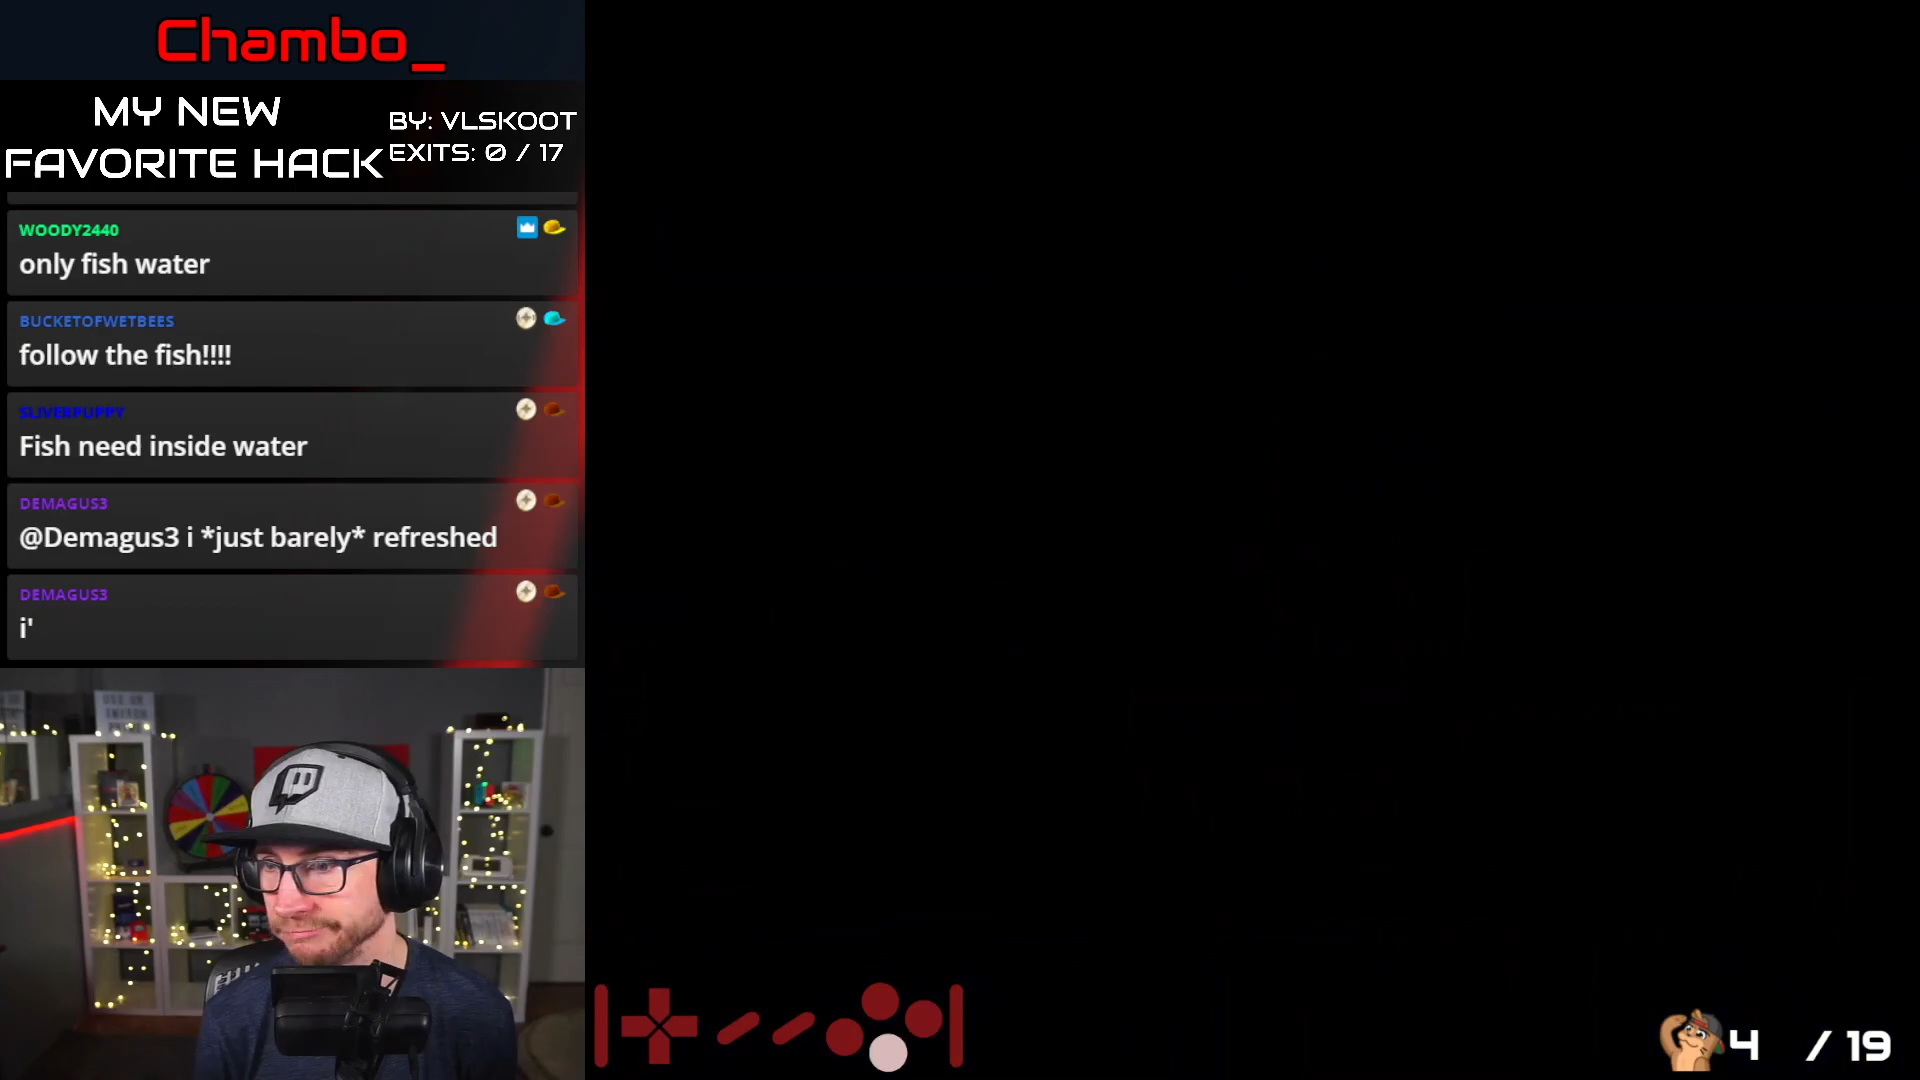 Chambo_
MY NEW
FAVORITE HACK
BY: VLSKOOT
EXITS: 0 / 17
WOODY2440
only fish water
BUCKETOFWETBEES
follow the fish!!!!
SLIVERPUPPY
Fish need inside water
DEMAGUS3
@Demagus3 i *just barely* refreshed
DEMAGUS3
i'
4 / 19